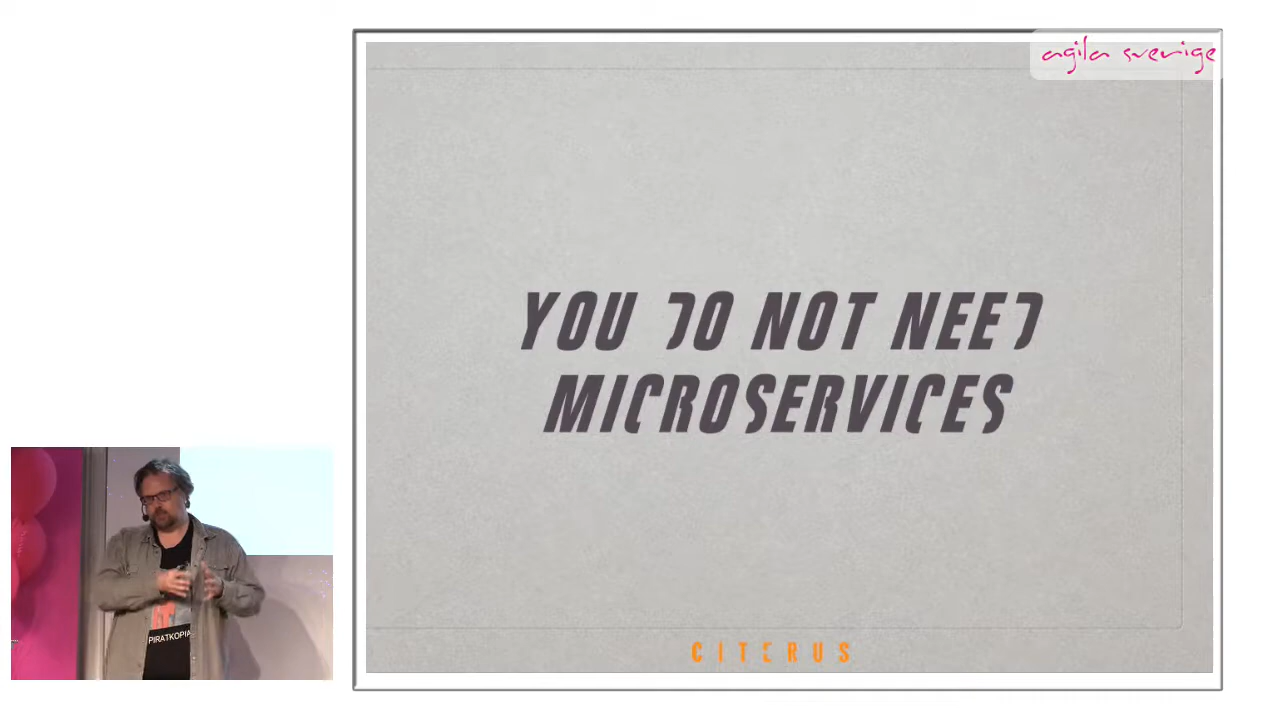 agila sverige
YOU DO NOT NEED
MICROSERVICES
CITERUS
PIRATKOPIA